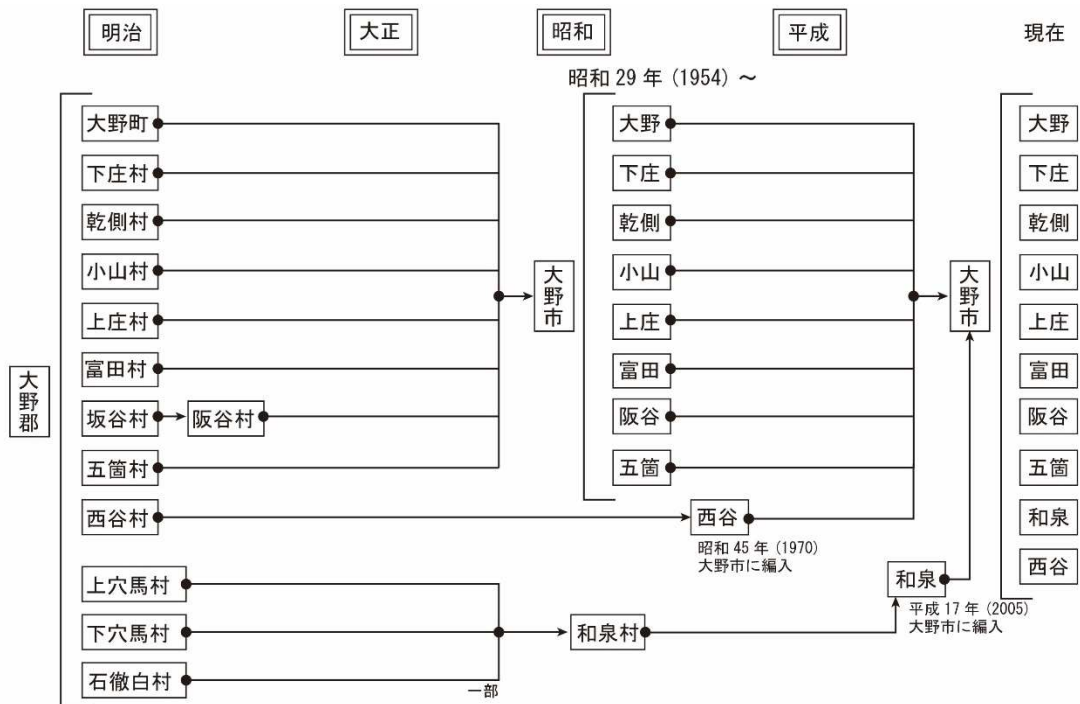 明治
大正
昭和
平成
現在
昭和 29 年 (1954) ～
大野郡
大野町
下庄村
乾側村
小山村
上庄村
富田村
坂谷村
阪谷村
五箇村
西谷村
上穴馬村
下穴馬村
石徹白村
一部
大野市
和泉村
大野
下庄
乾側
小山
上庄
富田
阪谷
五箇
西谷
昭和 45 年 (1970)
大野市に編入
和泉
平成 17 年 (2005)
大野市に編入
大野市
大野
下庄
乾側
小山
上庄
富田
阪谷
五箇
和泉
西谷